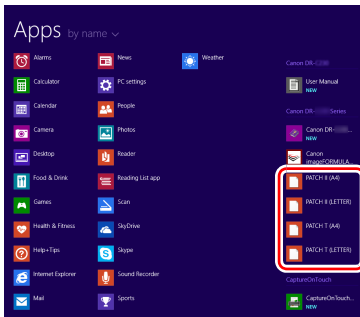 Apps by name
Alarms
Calculator
Calendar
Camera
Desktop
Food & Drink
Games
Health & Fitness
Help+Tips
Internet Explorer
Mail
News
PC settings
People
Photos
Reader
Reading List app
Scan
SkyDrive
Skype
Sound Recorder
Sports
Weather
Canon DR-
User Manual
NEW
Canon DR- Series
Canon DR-
NEW
Canon
imageFORMULA...
PATCH II (A4)
PATCH II (LETTER)
PATCH T (A4)
PATCH T (LETTER)
CaptureOnTouch
CaptureOnTouch...
NEW